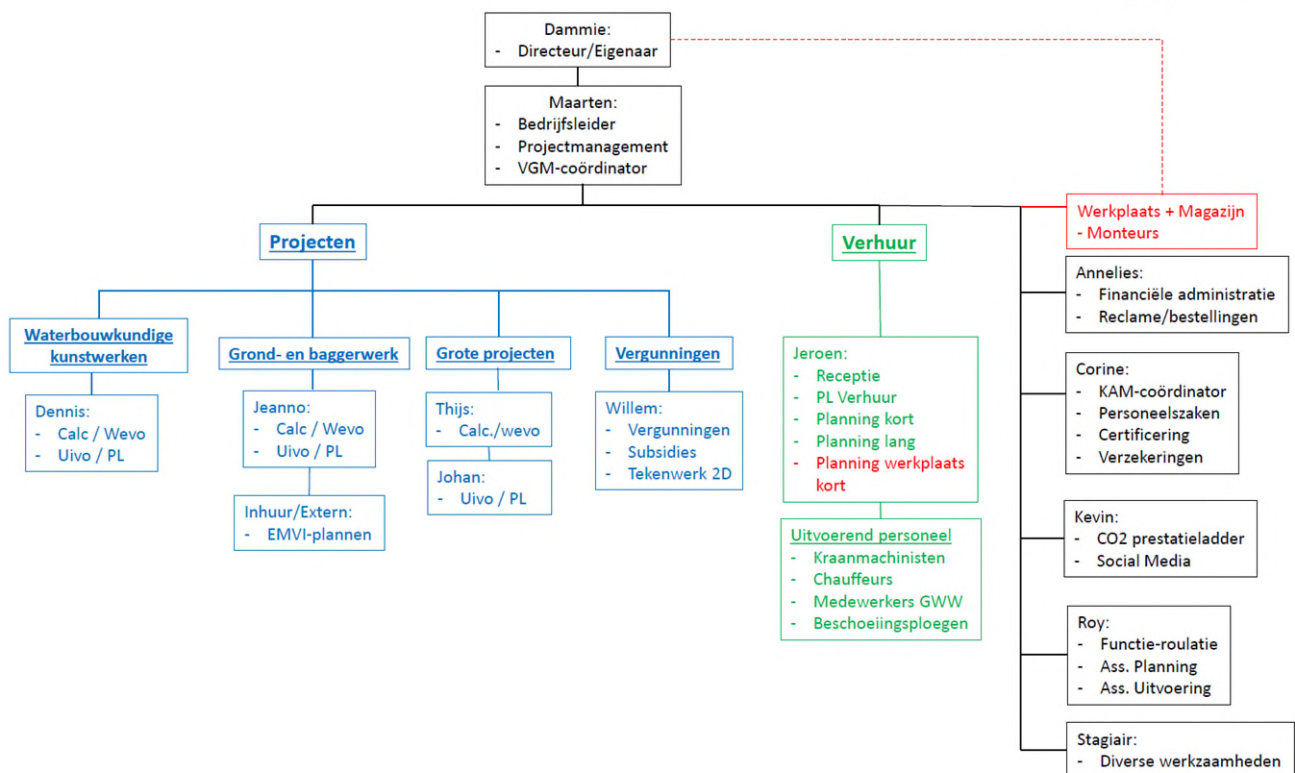 Dammie:
- Directeur/Eigenaar
Maarten:
- Bedrijfsleider
- Projectmanagement
- VGM-coördinator
Projecten
Verhuur
Werkplaats + Magazijn
- Monteurs
Waterbouwkundige
kunstwerken
Dennis:
- Calc / Wevo
- Uivo / PL
Grond- en baggerwerk
Jeanno:
- Calc / Wevo
- Uivo / PL
Inhuur/Extern:
- EMVI-plannen
Grote projecten
Thijs:
- Calc./wevo
Johan:
- Uivo / PL
Vergunningen
Willem:
- Vergunningen
- Subsidies
- Tekenwerk 2D
Jeroen:
- Receptie
- PL Verhuur
- Planning kort
- Planning lang
- Planning werkplaats
kort
Uitvoerend personeel
- Kraanmachinisten
- Chauffeurs
- Medewerkers GWW
- Beschoeiingsploegen
Annelies:
- Financiële administratie
- Reclame/bestellingen
Corine:
- KAM-coördinator
- Personeelszaken
- Certificering
- Verzekeringen
Kevin:
- CO2 prestatieladder
- Social Media
Roy:
- Functie-roulatie
- Ass. Planning
- Ass. Uitvoering
Stagiair:
- Diverse werkzaamheden